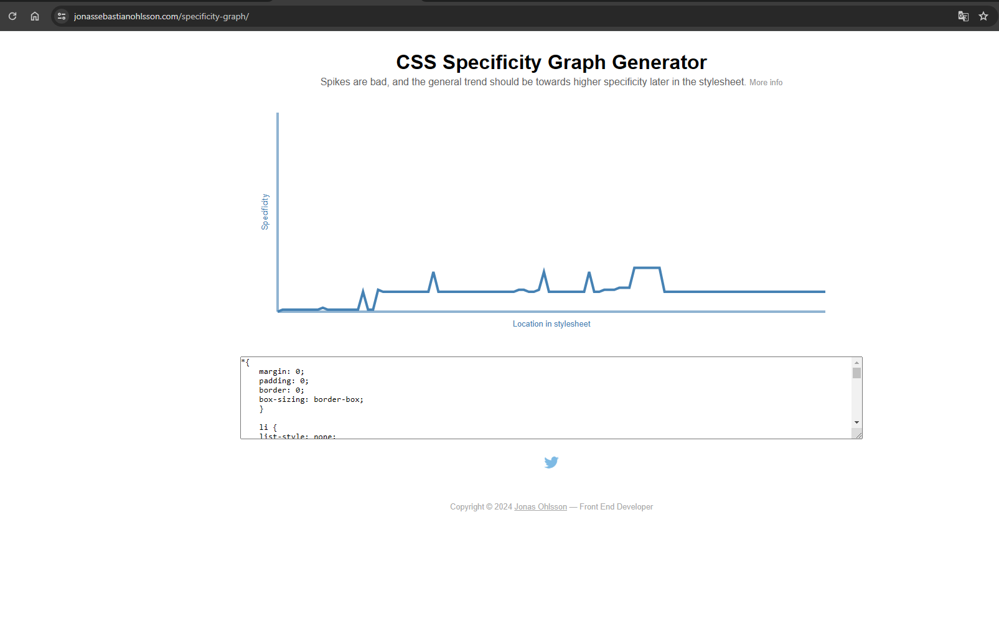 jonassebastianohlsson.com/specificity-graph/
CSS Specificity Graph Generator
Spikes are bad, and the general trend should be towards higher specificity later in the stylesheet. More info
Specificity
Location in stylesheet
*{
margin: 0;
padding: 0;
border: 0;
box-sizing: border-box;
}
li {
list-style: none;
Copyright © 2024 Jonas Ohlsson — Front End Developer